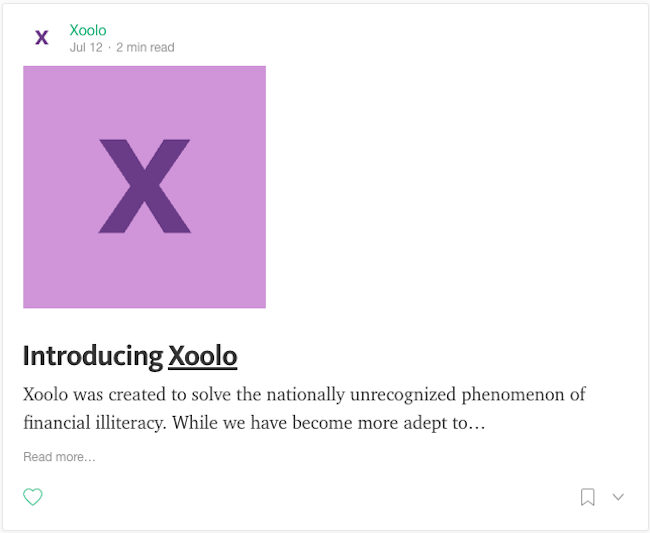 X
Xoolo
Jul 12 · 2 min read
X
Introducing Xoolo
Xoolo was created to solve the nationally unrecognized phenomenon of
financial illiteracy. While we have become more adept to…
Read more…